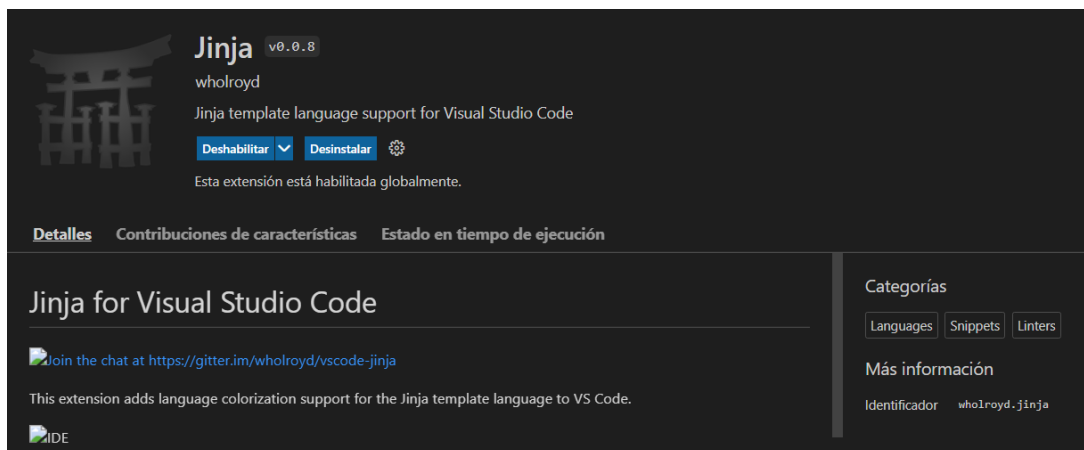 Jinja v0.0.8
wholroyd
Jinja template language support for Visual Studio Code
Deshabilitar Desinstalar
Esta extensión está habilitada globalmente.
Detalles Contribuciones de características Estado en tiempo de ejecución
Jinja for Visual Studio Code
Join the chat at https://gitter.im/wholroyd/vscode-jinja
This extension adds language colorization support for the Jinja template language to VS Code.
IDE
Categorías
Languages Snippets Linters
Más información
Identificador wholroyd.jinja